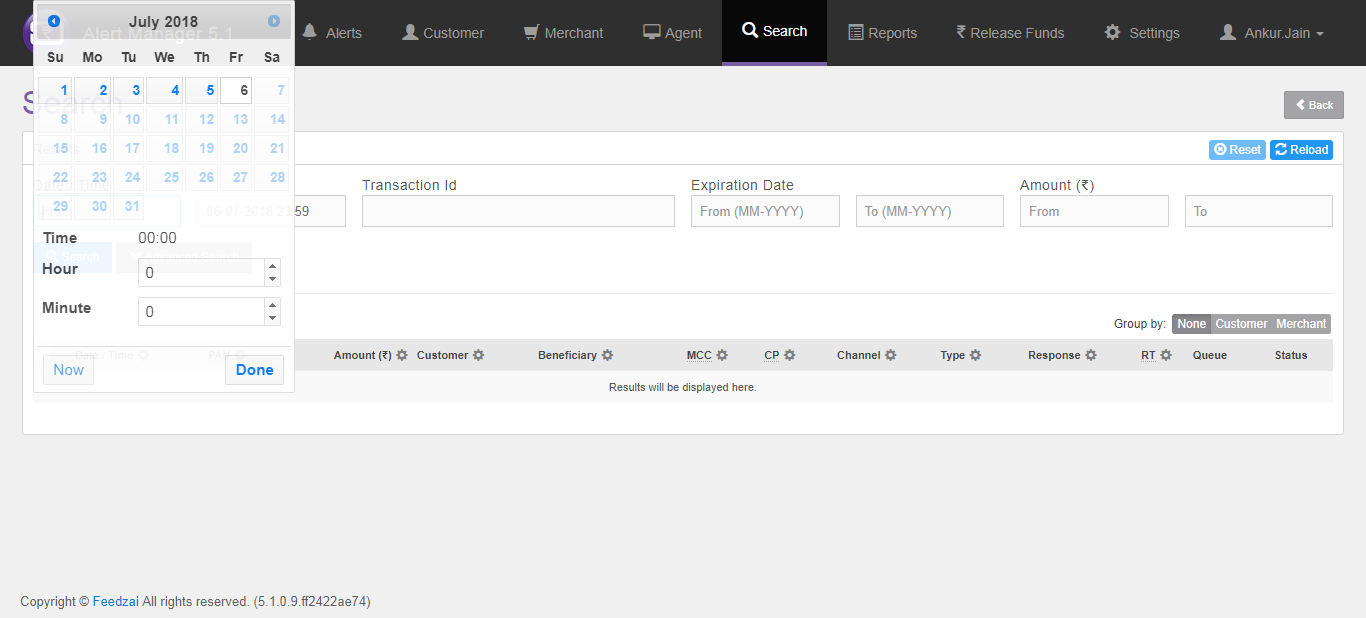 July 2018
Alert Manager 5.1
Alerts
Customer
Merchant
Agent
Search
Reports
₹ Release Funds
Settings
Ankur.Jain
Su Mo Tu We Th Fr Sa
1 2 3 4 5 6 7
8 9 10 11 12 13 14
15 16 17 18 19 20 21
22 23 24 25 26 27 28
29 30 31
Search
Back
Reset
Reload
Transaction Id
Expiration Date
Amount (₹)
06-07-2018 23:59
From (MM-YYYY)
To (MM-YYYY)
From
To
Time 00:00
Hour 0
Minute 0
Now
Done
Search
Group by: None Customer Merchant
Date / Time
PAN
Amount (₹)
Customer
Beneficiary
MCC
CP
Channel
Type
Response
RT
Queue
Status
Results will be displayed here.
Copyright © Feedzai All rights reserved. (5.1.0.9.ff2422ae74)